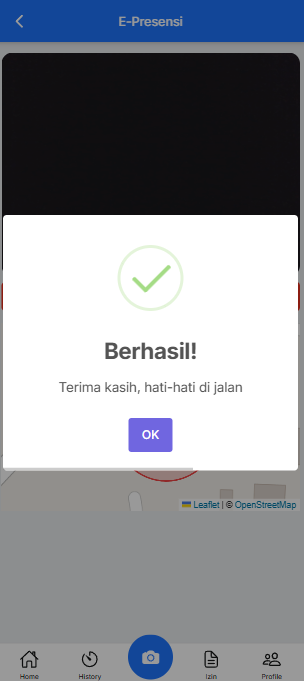 E-Presensi
Berhasil!
Terima kasih, hati-hati di jalan
OK
Leaflet | © OpenStreetMap
Home
History
Izin
Profile